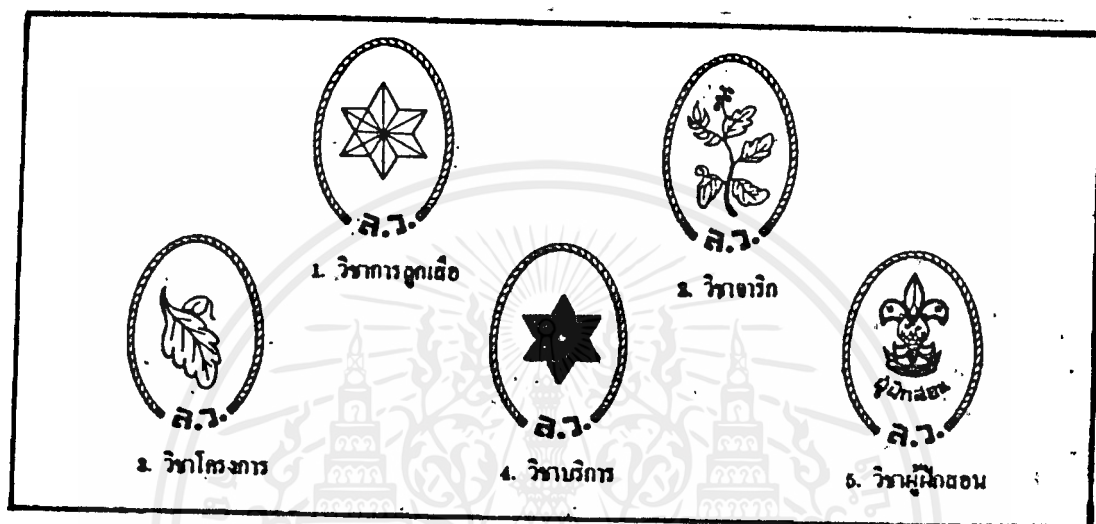 ล.ว.
1. วิชาการลูกเสือ
ล.ว.
2. วิชาจาริก
ล.ว.
3. วิชาโครงการ
ล.ว.
4. วิชาบริการ
ผู้ฝึกสอน
ล.ว.
5. วิชาผู้ฝึกสอน